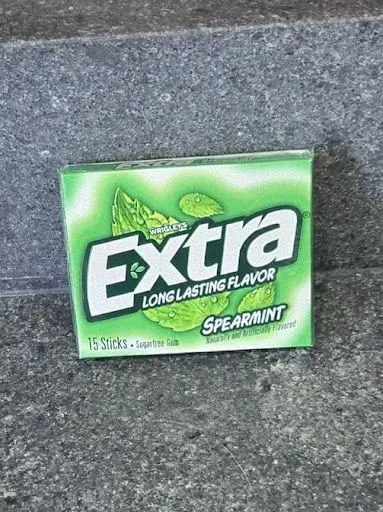 WRIGLEY'S
Extra®
LONG LASTING FLAVOR
SPEARMINT
Naturally and Artificially Flavored
15 Sticks • Sugarfree Gum